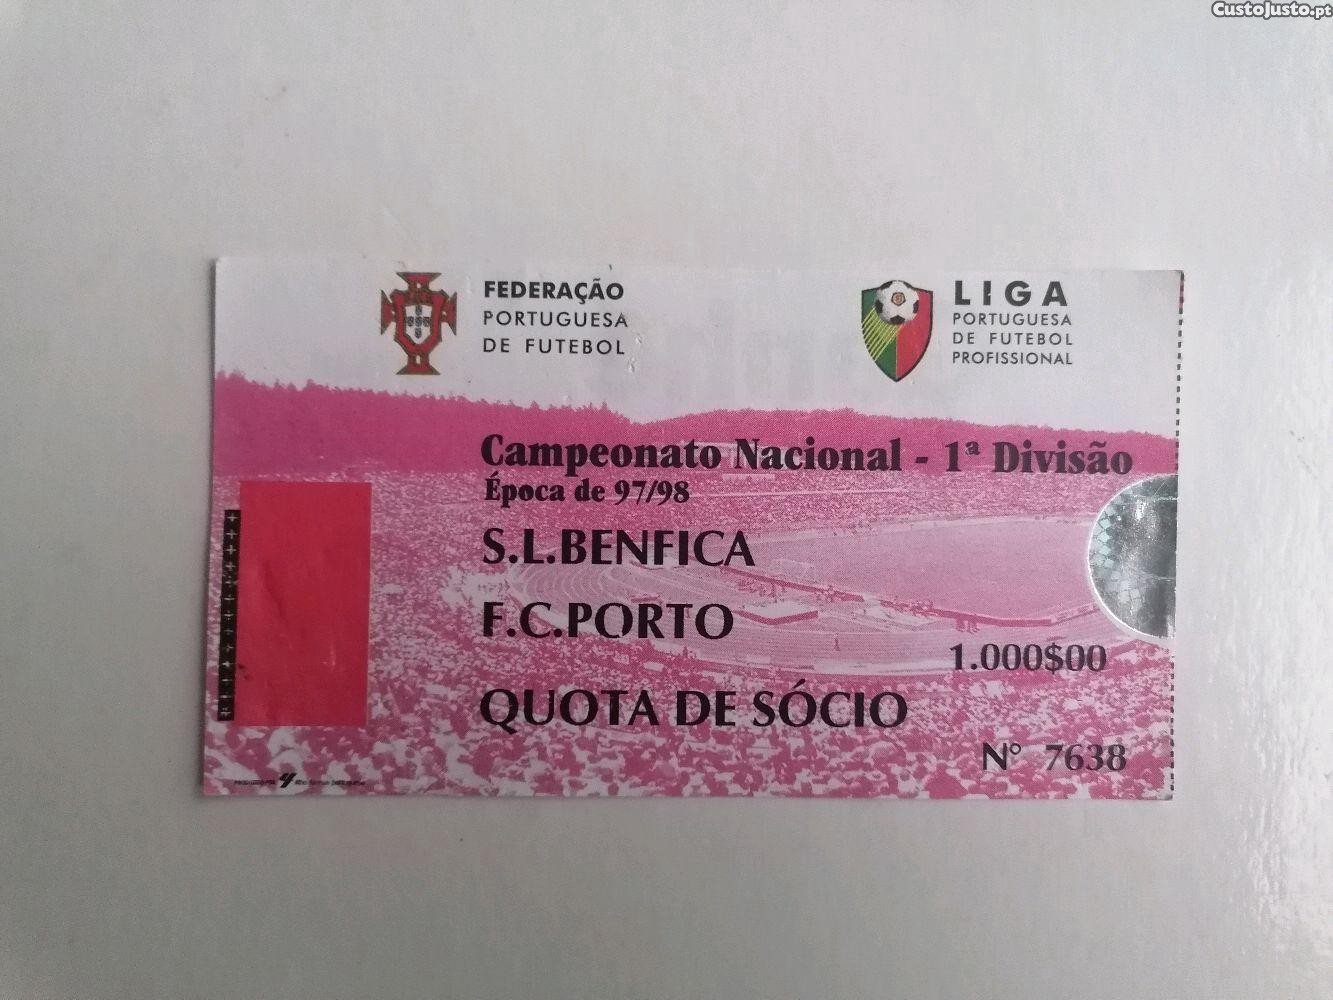 CustoJusto.pt
FEDERAÇÃO
PORTUGUESA
DE FUTEBOL
LIGA
PORTUGUESA
DE FUTEBOL
PROFISSIONAL
Campeonato Nacional - 1ª Divisão
Época de 97/98
S.L.BENFICA
F.C.PORTO
1.000$00
QUOTA DE SÓCIO
N° 7638